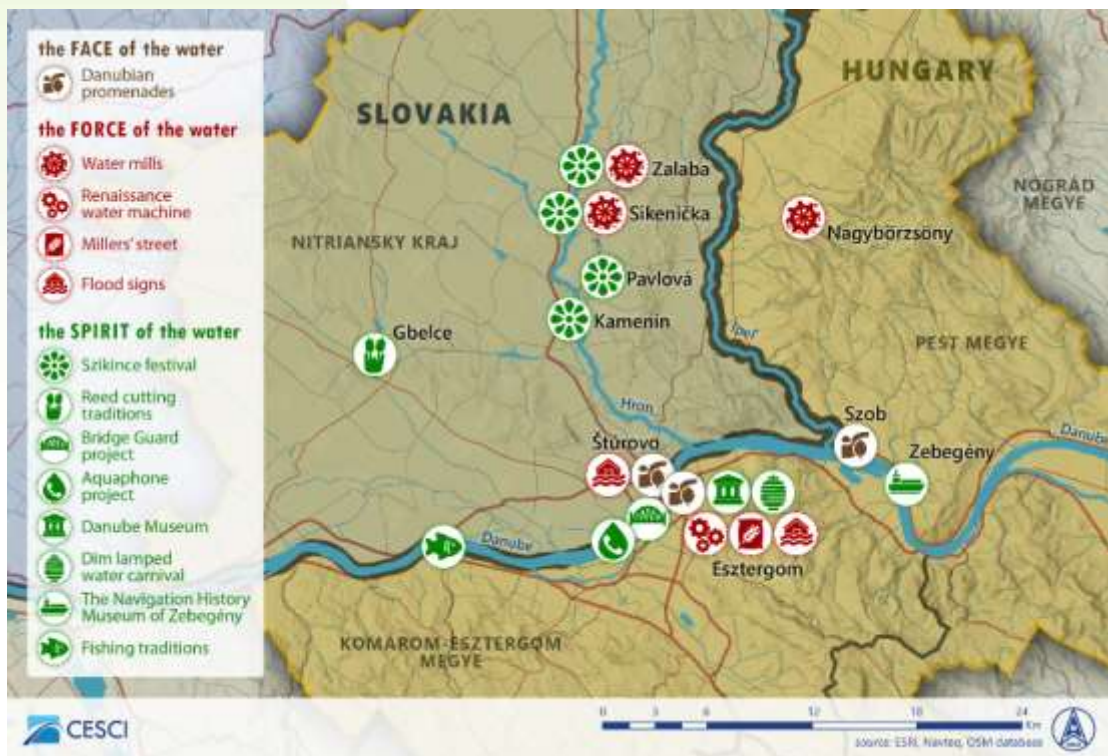 the FACE of the water
Danubian
promenades
the FORCE of the water
Water mills
Renaissance
water machine
Millers' street
Flood signs
the SPIRIT of the water
Szikince festival
Reed cutting
traditions
Bridge Guard
project
Aquaphone
project
Danube Museum
Dim lamped
water carnival
The Navigation History
Museum of Zebegény
Fishing traditions
SLOVAKIA
HUNGARY
Zalaba
NÓGRÁD
MEGYE
Sikenička
NITRIANSKY KRAJ
Nagybörzsöny
Pavlová
Kamenín
Gbelce
Ipeľ
PEST MEGYE
Hron
Szob
Štúrovo
Zebegény
Danube
Danube
Esztergom
KOMÁROM-ESZTERGOM
MEGYE
CESCI
0 3 6 12 18 24
Km
source: ESRI, Navteq, OSM database